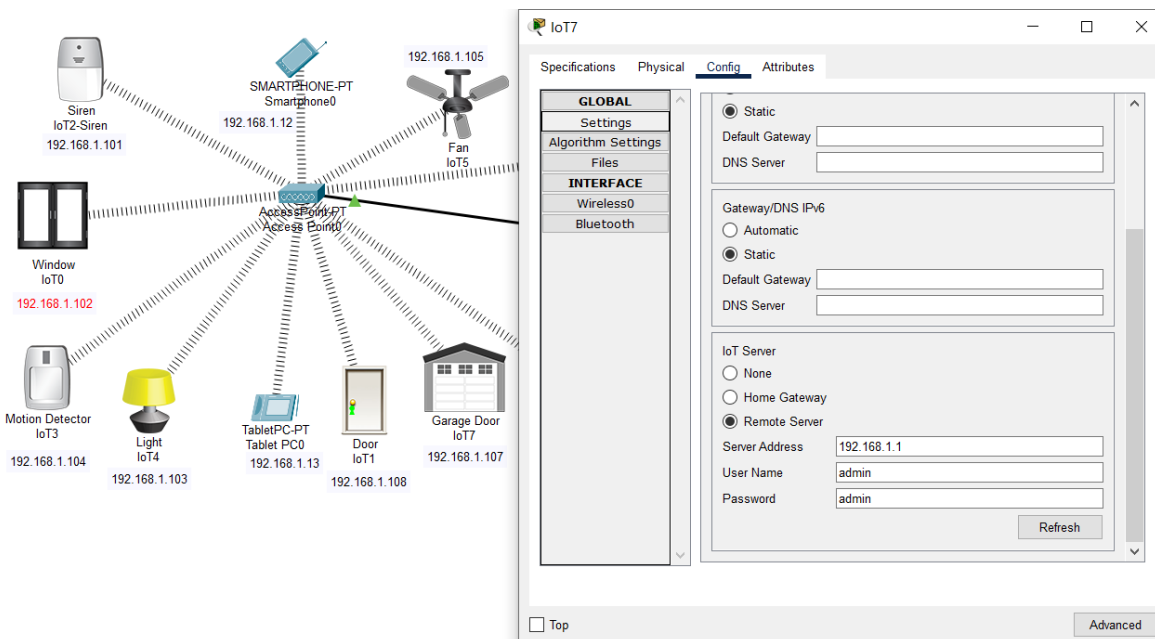 Siren
IoT2-Siren
192.168.1.101
SMARTPHONE-PT
Smartphone0
192.168.1.12
192.168.1.105
Fan
IoT5
AccessPoint-PT
Access Point0
Window
IoT0
192.168.1.102
Motion Detector
IoT3
192.168.1.104
Light
IoT4
192.168.1.103
TabletPC-PT
Tablet PC0
192.168.1.13
Door
IoT1
192.168.1.108
Garage Door
IoT7
192.168.1.107
IoT7
Specifications Physical Config Attributes
GLOBAL
Settings
Algorithm Settings
Files
INTERFACE
Wireless0
Bluetooth
Static
Default Gateway
DNS Server
Gateway/DNS IPv6
Automatic
Static
Default Gateway
DNS Server
IoT Server
None
Home Gateway
Remote Server
Server Address 192.168.1.1
User Name admin
Password admin
Refresh
Top
Advanced